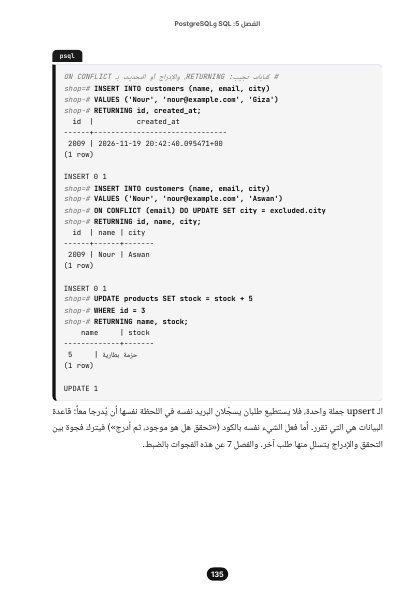 الفصل 5: SQL وPostgreSQL
psql
# كتابات تجيب: RETURNING، والإدراج أو التحديث بـ ON CONFLICT
shop=# INSERT INTO customers (name, email, city)
shop-# VALUES ('Nour', 'nour@example.com', 'Giza')
shop-# RETURNING id, created_at;
id | created_at
------+-------------------------------
2009 | 2026-11-19 20:42:40.095471+00
(1 row)
INSERT 0 1
shop=# INSERT INTO customers (name, email, city)
shop-# VALUES ('Nour', 'nour@example.com', 'Aswan')
shop-# ON CONFLICT (email) DO UPDATE SET city = excluded.city
shop-# RETURNING id, name, city;
id | name | city
------+------+-------
2009 | Nour | Aswan
(1 row)
INSERT 0 1
shop=# UPDATE products SET stock = stock + 5
shop-# WHERE id = 3
shop-# RETURNING name, stock;
name | stock
------------+-------
حزمة بطارية | 5
(1 row)
UPDATE 1
الـ upsert جملة واحدة، فلا يستطيع طلبان يسجّلان البريد نفسه في اللحظة نفسها أن يُدرجا معاً: قاعدة
البيانات هي التي تقرر. أما فعل الشيء نفسه بالكود («تحقق هل هو موجود، ثم أدرج») فيترك فجوة بين
التحقق والإدراج يتسلل منها طلب آخر. والفصل 7 عن هذه الفجوات بالضبط.
135